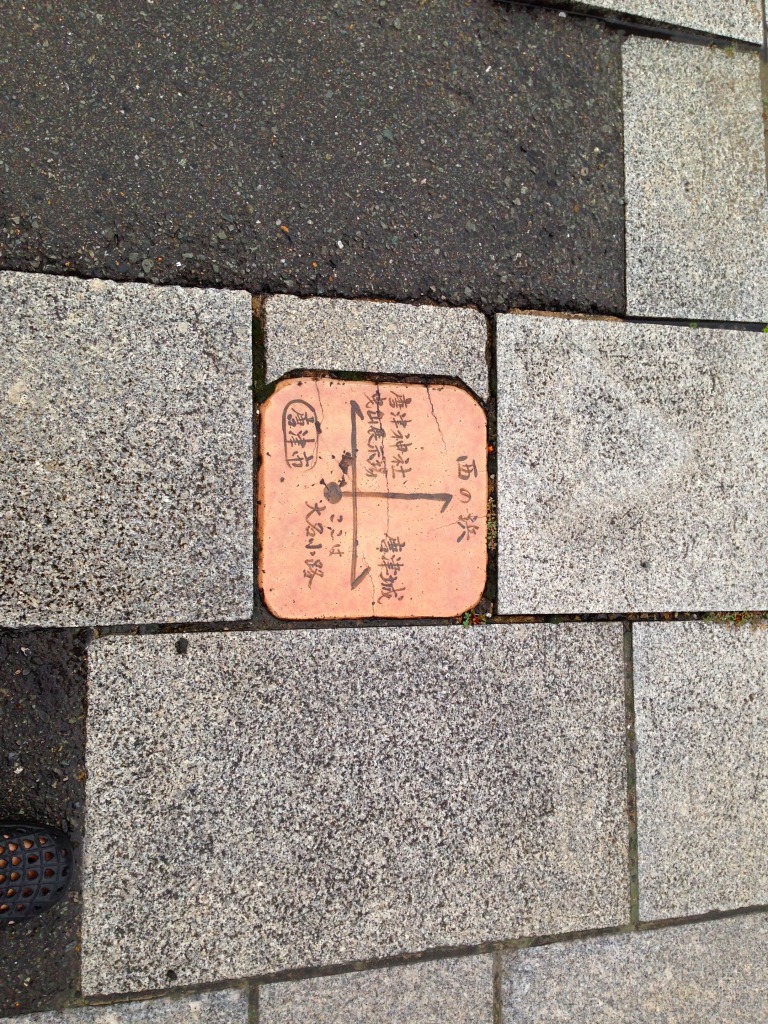 西の浜
唐津神社
曳山展示場
唐津城
ここは
大名小路
唐津市